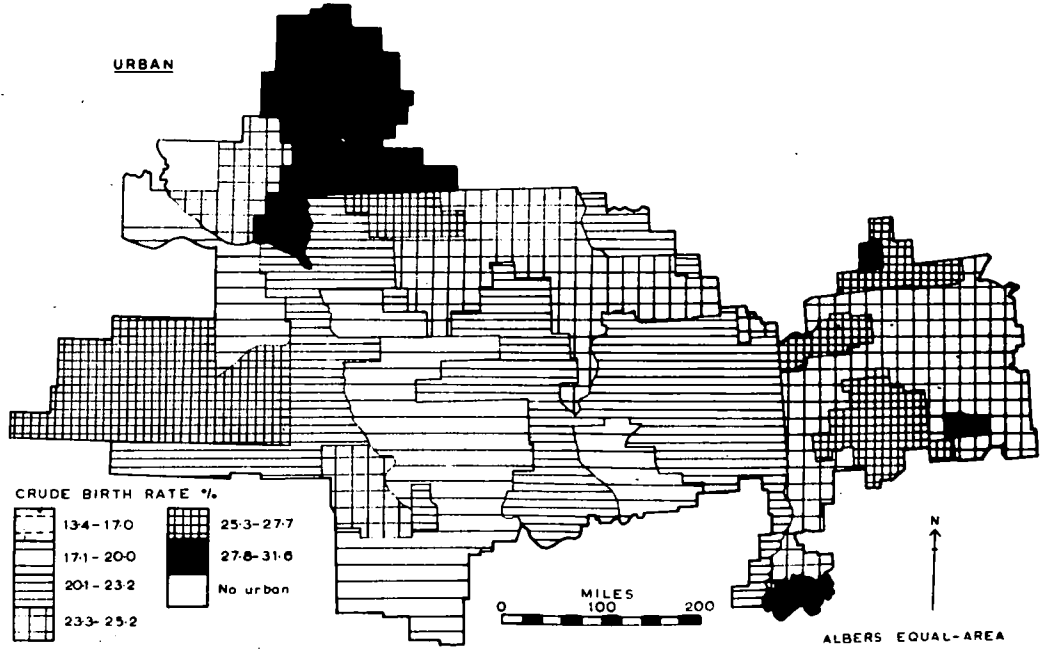 URBAN
CRUDE BIRTH RATE %
13·4-17·0
17·1-20·0
20·1-23·2
23·3-25·2
25·3-27·7
27·8-31·6
No urban
MILES
0 100 200
N
ALBERS EQUAL-AREA